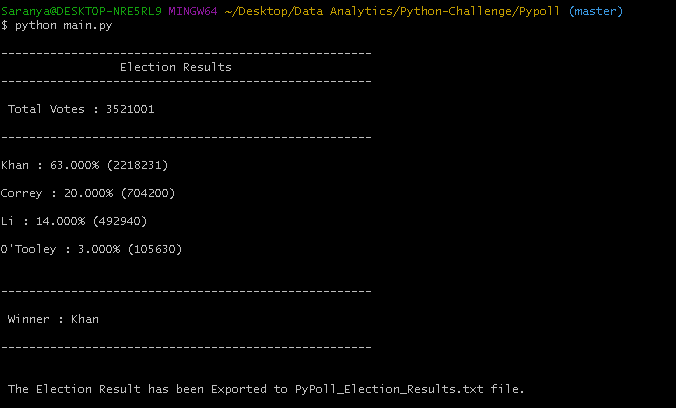 Saranya@DESKTOP-NRE5RL9 MINGW64 ~/Desktop/Data Analytics/Python-Challenge/Pypoll (master)
$ python main.py
-----------------------------------------------------
Election Results
-----------------------------------------------------
Total Votes : 3521001
-----------------------------------------------------
Khan : 63.000% (2218231)
Correy : 20.000% (704200)
Li : 14.000% (492940)
O'Tooley : 3.000% (105630)
-----------------------------------------------------
Winner : Khan
-----------------------------------------------------
The Election Result has been Exported to PyPoll_Election_Results.txt file.